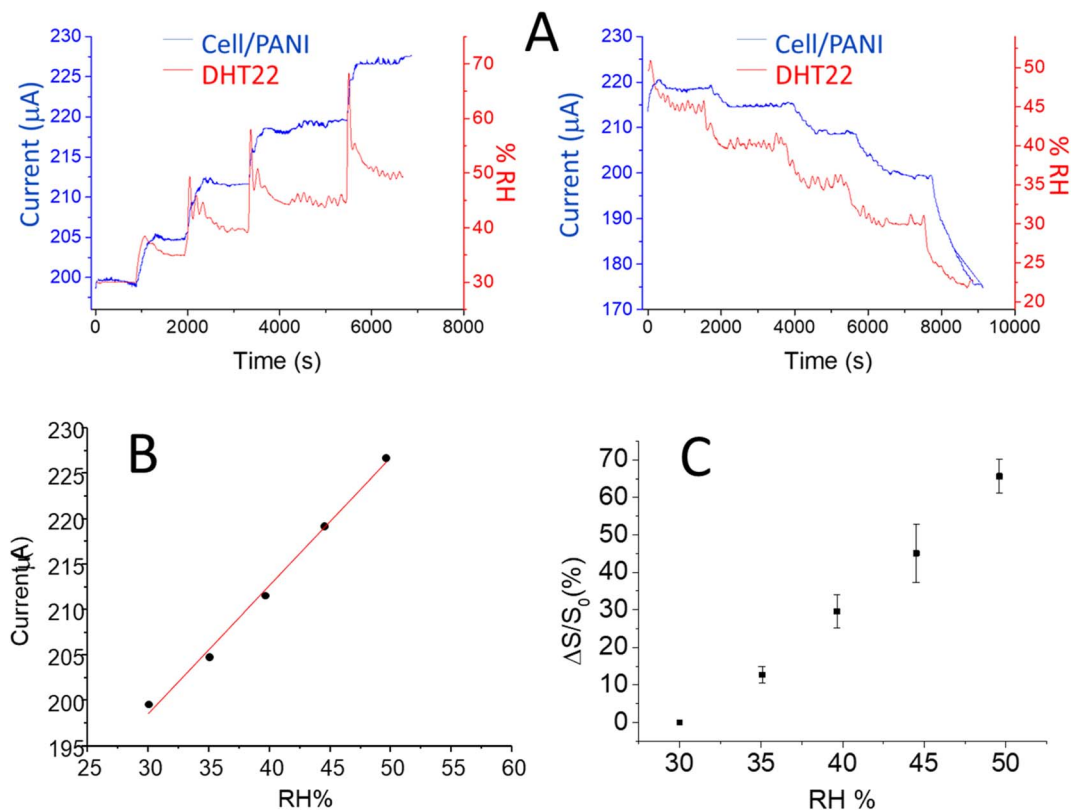 A
Cell/PANI
DHT22
Current (μA)
230
225
220
215
210
205
200
% RH
70
60
50
40
30
0 2000 4000 6000 8000
Time (s)
Cell/PANI
DHT22
Current (μA)
230
220
210
200
190
180
170
% RH
50
45
40
35
30
25
20
0 2000 4000 6000 8000 10000
Time (s)
B
Current μA)
230
225
220
215
210
205
200
195
25 30 35 40 45 50 55 60
RH%
C
ΔS/S0(%)
70
60
50
40
30
20
10
0
30 35 40 45 50
RH %